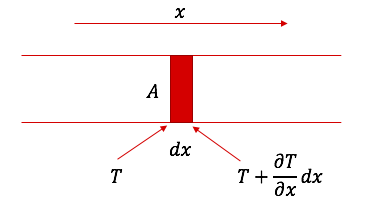 x
A
dx
T
T + ∂T/∂x dx